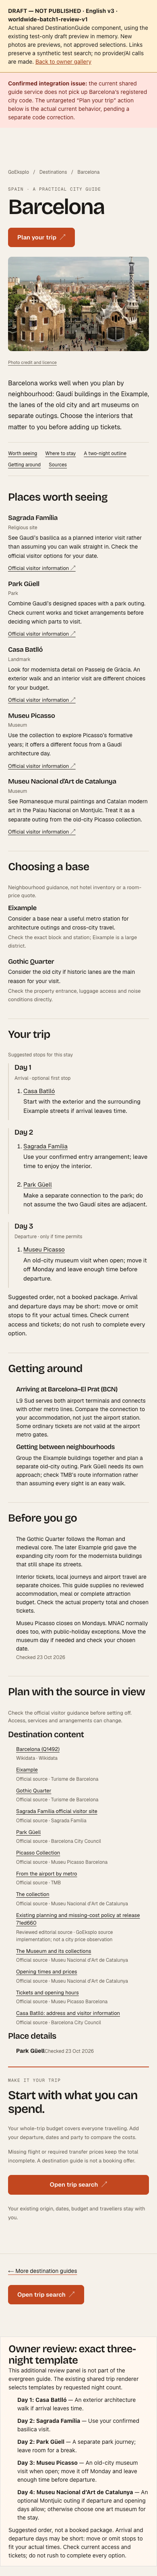 DRAFT — NOT PUBLISHED · English v3 ·
worldwide-batch1-review-v1
Actual shared DestinationGuide component, using the
existing test-only draft preview in memory. New
photos are previews, not approved selections. Links
preserve a synthetic city search; no provider/AI calls
are made. Back to owner gallery
Confirmed integration issue: the current shared
guide service does not pick up Barcelona's registered
city code. The untargeted "Plan your trip" action
below is the actual current behavior, pending a
separate code correction.
GoEksplo / Destinations / Barcelona
SPAIN · A PRACTICAL CITY GUIDE
Barcelona
Plan your trip ↗
Photo credit and licence
Barcelona works well when you plan by
neighbourhood: Gaudí buildings in the Eixample,
the lanes of the old city and art museums on
separate outings. Choose the interiors that
matter to you before adding up tickets.
Worth seeing Where to stay A two-night outline
Getting around Sources
Places worth seeing
Sagrada Família
Religious site
See Gaudí's basilica as a planned interior visit rather
than assuming you can walk straight in. Check the
official visitor options for your date.
Official visitor information ↗
Park Güell
Park
Combine Gaudí's designed spaces with a park outing.
Check current works and ticket arrangements before
deciding which parts to visit.
Official visitor information ↗
Casa Batlló
Landmark
Look for modernista detail on Passeig de Gràcia. An
exterior walk and an interior visit are different choices
for your budget.
Official visitor information ↗
Museu Picasso
Museum
Use the collection to explore Picasso's formative
years; it offers a different focus from a Gaudí
architecture day.
Official visitor information ↗
Museu Nacional d'Art de Catalunya
Museum
See Romanesque mural paintings and Catalan modern
art in the Palau Nacional on Montjuïc. Treat it as a
separate outing from the old-city Picasso collection.
Official visitor information ↗
Choosing a base
Neighbourhood guidance, not hotel inventory or a room-
price quote.
Eixample
Consider a base near a useful metro station for
architecture outings and cross-city travel.
Check the exact block and station; Eixample is a large
district.
Gothic Quarter
Consider the old city if historic lanes are the main
reason for your visit.
Check the property entrance, luggage access and noise
conditions directly.
Your trip
Suggested stops for this stay
Day 1
Arrival · optional first stop
1. Casa Batlló
Start with the exterior and the surrounding
Example streets if arrival leaves time.
Day 2
1. Sagrada Família
Use your confirmed entry arrangement; leave
time to enjoy the interior.
2. Park Güell
Make a separate connection to the park; do
not assume the two Gaudí sites are adjacent.
Day 3
Departure · only if time permits
1. Museu Picasso
An old-city museum visit when open; move it
off Monday and leave enough time before
departure.
Suggested order, not a booked package. Arrival
and departure days may be short: move or omit
stops to fit your actual times. Check current
access and tickets; do not rush to complete every
option.
Getting around
Arriving at Barcelona–El Prat (BCN)
L9 Sud serves both airport terminals and connects
with other metro lines. Compare the connection to
your accommodation, not just the airport station.
Some ordinary tickets are not valid at the airport
metro gates.
Getting between neighbourhoods
Group the Eixample buildings together and plan a
separate old-city outing. Park Güell needs its own
approach; check TMB's route information rather
than assuming every sight is an easy walk.
Before you go
The Gothic Quarter follows the Roman and
medieval core. The later Eixample grid gave the
expanding city room for the modernista buildings
that still shape many outings.
Interior tickets, local journeys and airport travel are
separate choices. This guide supplies no reviewed
accommodation, meal or complete attraction
budget. Check the actual property total and chosen
tickets.
Museu Picasso closes on Mondays. MNAC normally
does too, with public-holiday exceptions. Move the
museum day if needed and check your chosen
date.
Checked 23 Oct 2026
Plan with the source in view
Check the official visitor guidance before setting off.
Access, services and arrangements can change.
Destination content
Barcelona (Q1492)
Wikidata · Wikidata
Eixample
Official source · Turisme de Barcelona
Gothic Quarter
Official source · Turisme de Barcelona
Sagrada Família official visitor site
Official source · Sagrada Família
Park Güell
Official source · Barcelona City Council
Picasso Collection
Official source · Museu Picasso Barcelona
From the airport by metro
Official source · TMB
The collection
Official source · Museu Nacional d'Art de Catalunya
Existing planning and missing-cost policy at release
71ed660
Reviewed editorial source · GoEksplo source
implementation; not a city price observation
The Museum and its collections
Official source · Museu Nacional d'Art de Catalunya
Opening times and prices
Official source · Museu Nacional d'Art de Catalunya
Tickets and opening hours
Official source · Museu Picasso Barcelona
Casa Batlló: address and visitor information
Official source · Barcelona City Council
Place details
Park GüellChecked 23 Oct 2026
MAKE IT YOUR TRIP
Start with what you can
spend.
Your whole-trip budget covers everyone travelling. Add
your departure, dates and party to compare the costs.
Missing flight or required transfer prices keep the total
incomplete. A destination guide is not a booking offer.
Open trip search ↗
Your existing origin, dates, budget and travellers stay with
you.
← More destination guides
Open trip search ↗
Owner review: exact three-
night template
This additional review panel is not part of the
evergreen guide. The existing shared trip renderer
selects templates by requested night count.
Day 1: Casa Batlló — An exterior architecture
walk if arrival leaves time.
Day 2: Sagrada Família — Use your confirmed
basilica visit.
Day 2: Park Güell — A separate park journey;
leave room for a break.
Day 3: Museu Picasso — An old-city museum
visit when open; move it off Monday and leave
enough time before departure.
Day 4: Museu Nacional d'Art de Catalunya — An
optional Montjuïc outing if departure and opening
days allow; otherwise choose one art museum for
the stay.
Suggested order, not a booked package. Arrival and
departure days may be short: move or omit stops to
fit your actual times. Check current access and
tickets; do not rush to complete every option.